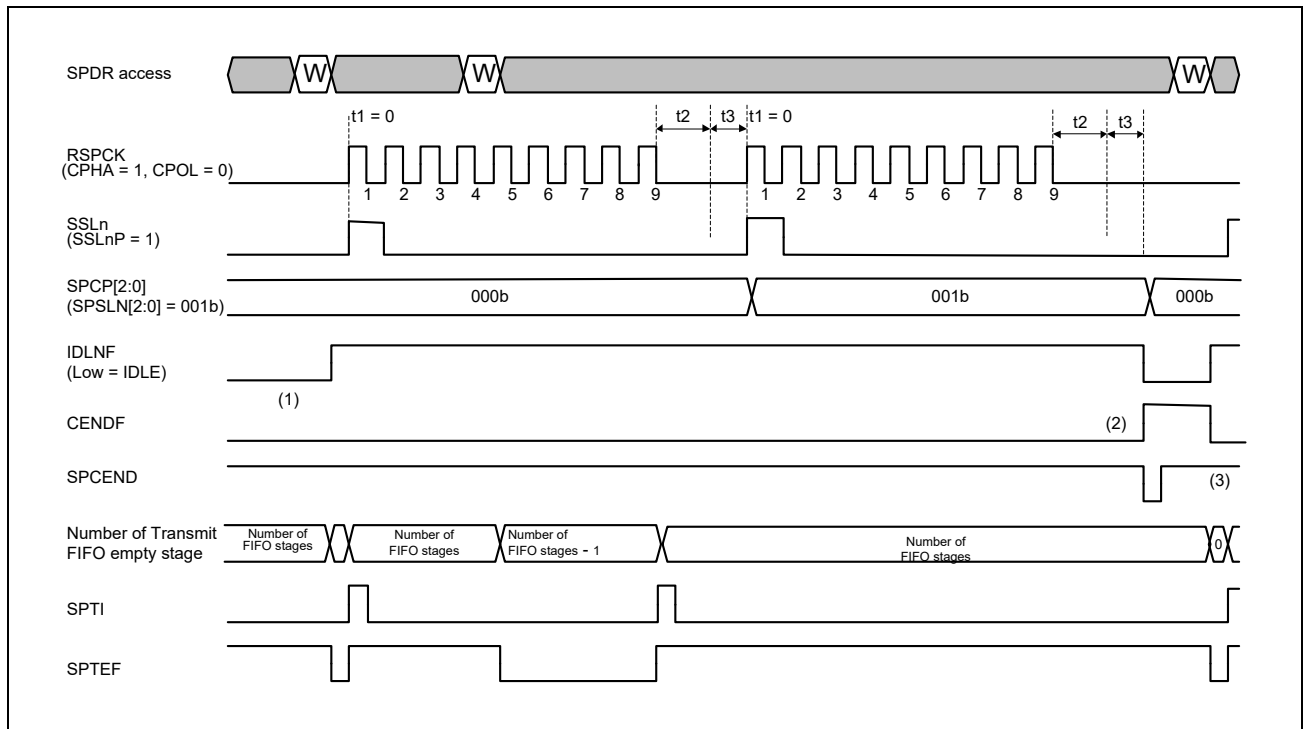 SPDR access
W W W
t1 = 0 t2 t3 t1 = 0 t2 t3
RSPCK
(CPHA = 1, CPOL = 0)
1 2 3 4 5 6 7 8 9 1 2 3 4 5 6 7 8 9
SSLn
(SSLnP = 1)
SPCP[2:0]
(SPSLN[2:0] = 001b)
000b 001b 000b
IDLNF
(Low = IDLE)
(1)
CENDF
(2)
SPCEND
(3)
Number of Transmit
FIFO empty stage
Number of
FIFO stages
Number of
FIFO stages
Number of
FIFO stages - 1
Number of
FIFO stages
0
SPTI
SPTEF